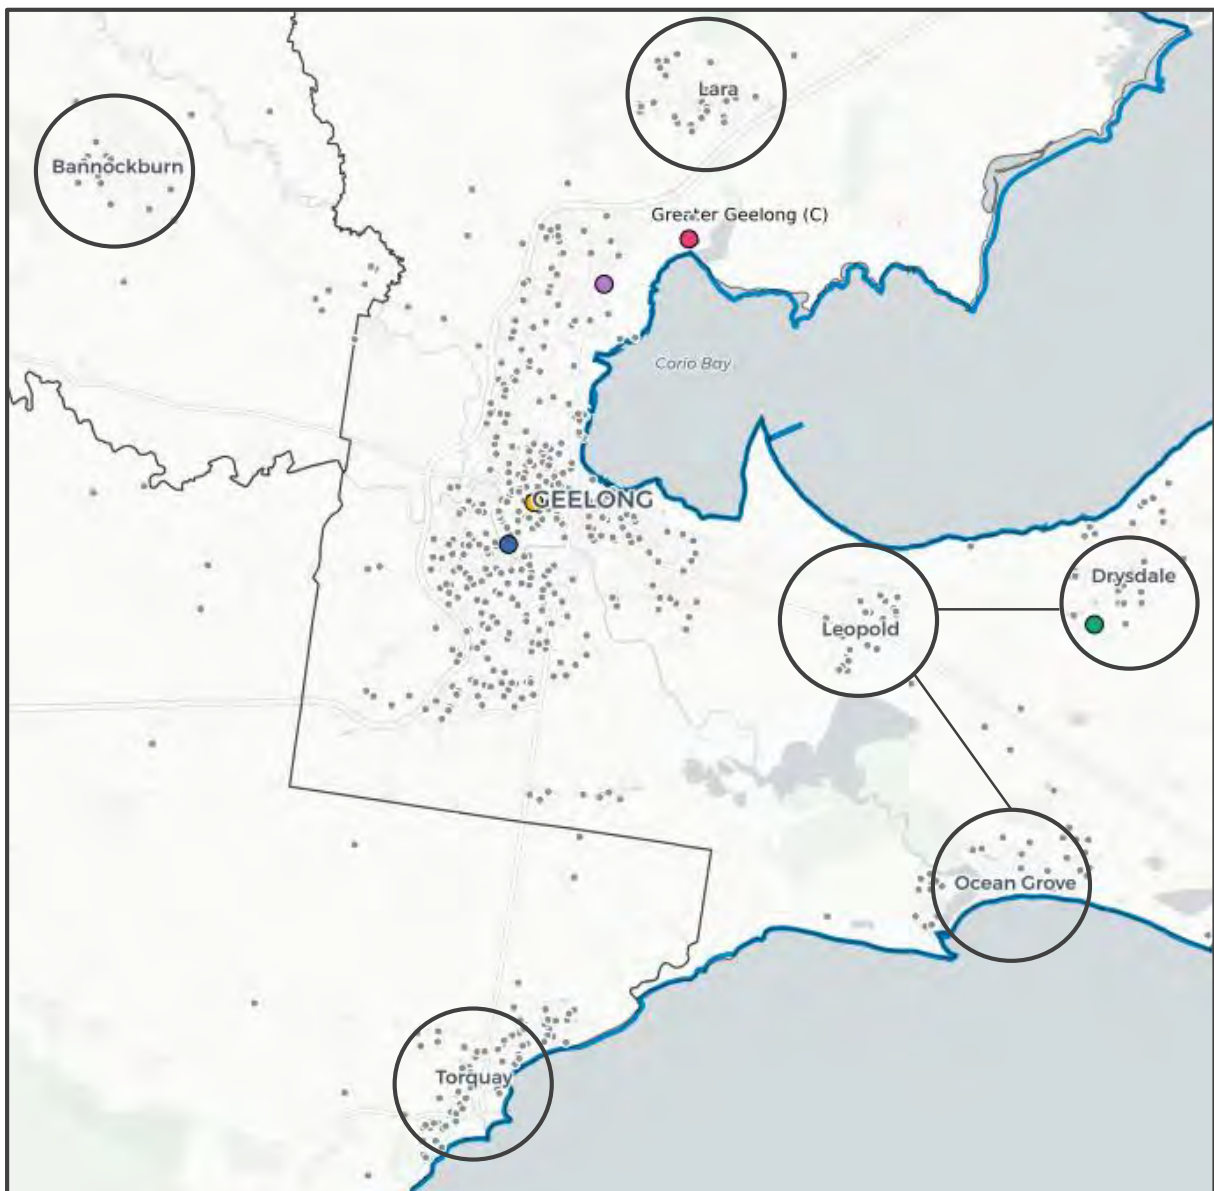 Lara
Bannockburn
Greater Geelong (C)
Corio Bay
GEELONG
Drysdale
Leopold
Ocean Grove
Torquay